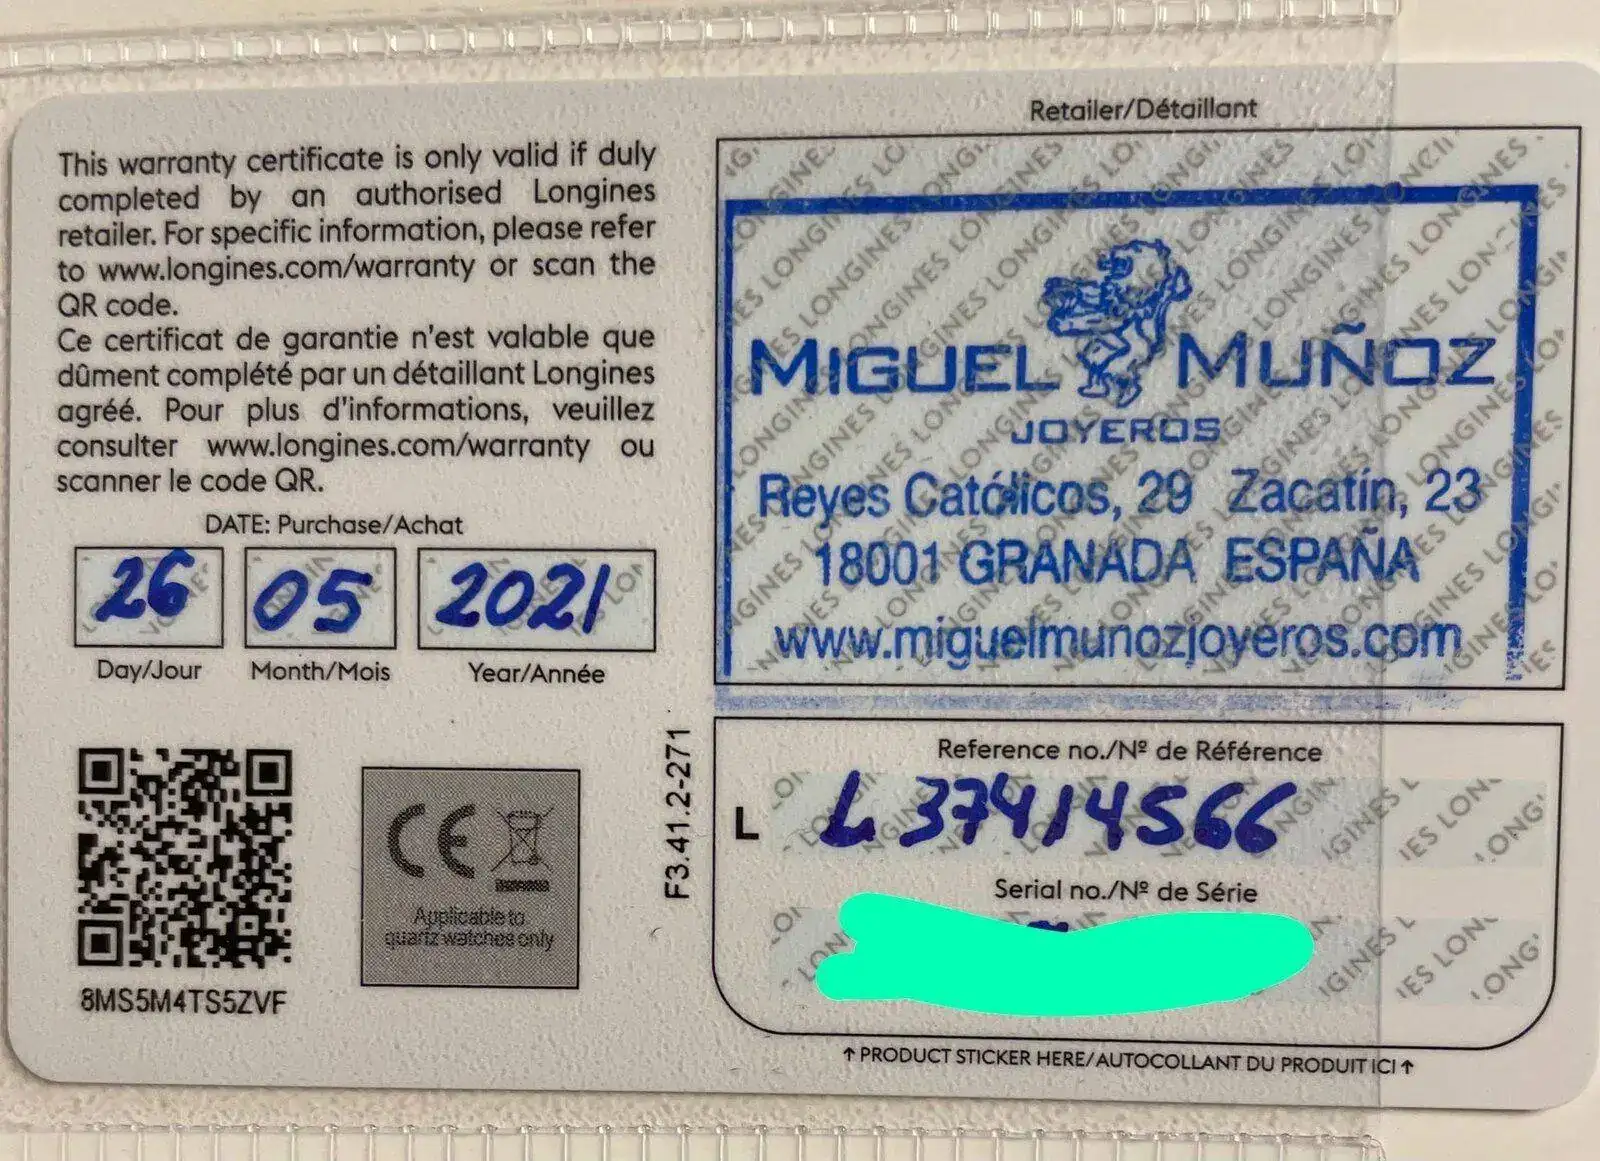 This warranty certificate is only valid if duly
completed by an authorised Longines
retailer. For specific information, please refer
to www.longines.com/warranty or scan the
QR code.
Ce certificat de garantie n'est valable que
dûment complété par un détaillant Longines
agréé. Pour plus d'informations, veuillez
consulter www.longines.com/warranty ou
scanner le code QR.
DATE: Purchase/Achat
26 05 2021
Day/Jour Month/Mois Year/Année
8MS5M4TS5ZVF
CE
Applicable to
quartz watches only
F3.41.2-271
Retailer/Détaillant
MIGUEL MUÑOZ
JOYEROS
Reyes Católicos, 29 Zacatín, 23
18001 GRANADA ESPAÑA
www.migueлmunozjoyeros.com
Reference no./Nº de Référence
L L37414566
Serial no./Nº de Série
↑ PRODUCT STICKER HERE/AUTOCOLLANT DU PRODUIT ICI ↑